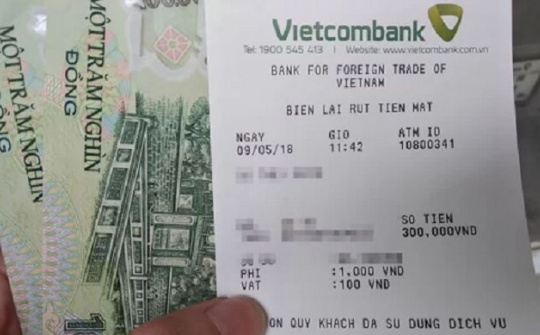 MỘT TRĂM NGHÌN
ĐỒNG
MỘT TRĂM NGHÌN
ĐỒNG
Vietcombank
Tel: 1900 545 413 | Website: www.vietcombank.com.vn
BANK FOR FOREIGN TRADE OF
VIETNAM
BIEN LAI RUT TIEN MAT
NGAY GIO ATM ID
09/05/18 11:42 10800341
SO TIEN
300,000VND
PHI :1.000 VND
VAT :100 VND
ON QUY KHACH DA SU DUNG DICH VU